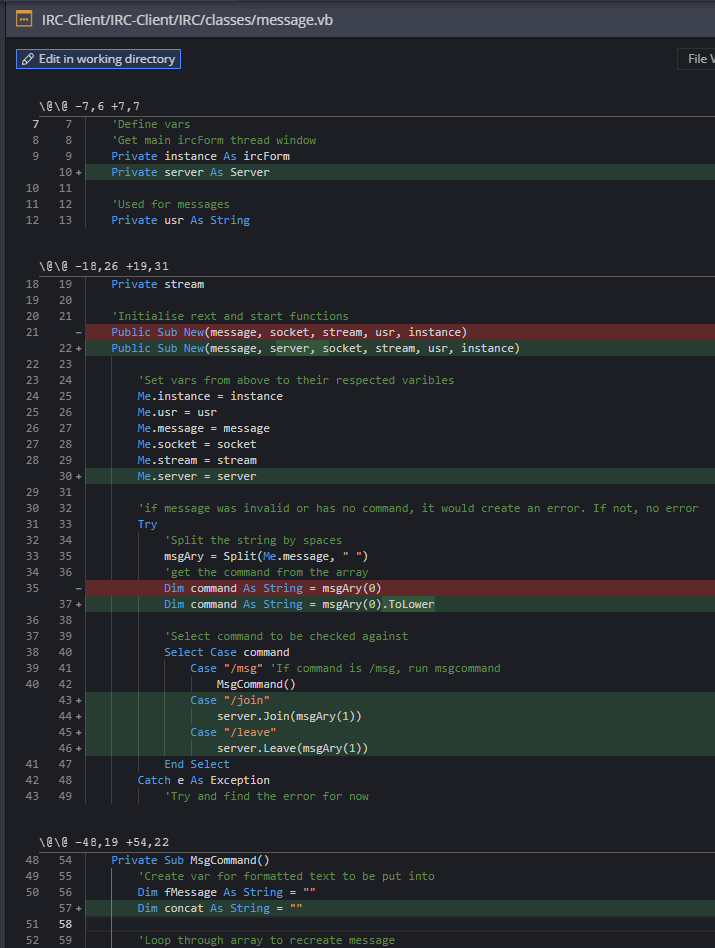 IRC-Client/IRC-Client/IRC/classes/message.vb
Edit in working directory
File
\@\@ -7,6 +7,7
7 7 'Define vars
8 8 'Get main ircForm thread window
9 9 Private instance As ircForm
10 + Private server As Server
10 11
11 12 'Used for messages
12 13 Private usr As String
\@\@ -18,26 +19,31
18 19 Private stream
19 20
20 21 'Initialise rext and start functions
21 - Public Sub New(message, socket, stream, usr, instance)
22 + Public Sub New(message, server, socket, stream, usr, instance)
22 23
23 24 'Set vars from above to their respected varibles
24 25 Me.instance = instance
25 26 Me.usr = usr
26 27 Me.message = message
27 28 Me.socket = socket
28 29 Me.stream = stream
30 + Me.server = server
29 31
30 32 'if message was invalid or has no command, it would create an error. If not, no error
31 33 Try
32 34 'Split the string by spaces
33 35 msgAry = Split(Me.message, " ")
34 36 'get the command from the array
35 - Dim command As String = msgAry(0)
37 + Dim command As String = msgAry(0).ToLower
36 38
37 39 'Select command to be checked against
38 40 Select Case command
39 41 Case "/msg" 'If command is /msg, run msgcommand
40 42 MsgCommand()
43 + Case "/join"
44 + server.Join(msgAry(1))
45 + Case "/leave"
46 + server.Leave(msgAry(1))
41 47 End Select
42 48 Catch e As Exception
43 49 'Try and find the error for now
\@\@ -48,19 +54,22
48 54 Private Sub MsgCommand()
49 55 'Create var for formatted text to be put into
50 56 Dim fMessage As String = ""
57 + Dim concat As String = ""
51 58
52 59 'Loop through array to recreate message